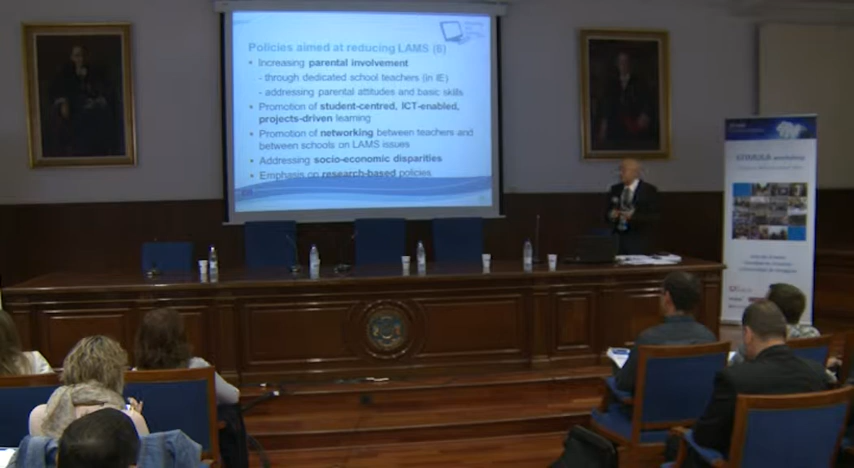 Policies aimed at reducing LAMS (6)
• Increasing parental involvement
- through dedicated school teachers (in IE)
- addressing parental attitudes and basic skills
• Promotion of student-centred, ICT-enabled,
projects-driven learning
• Promotion of networking between teachers and
between schools on LAMS issues
• Addressing socio-economic disparities
• Emphasis on research-based policies
workshop